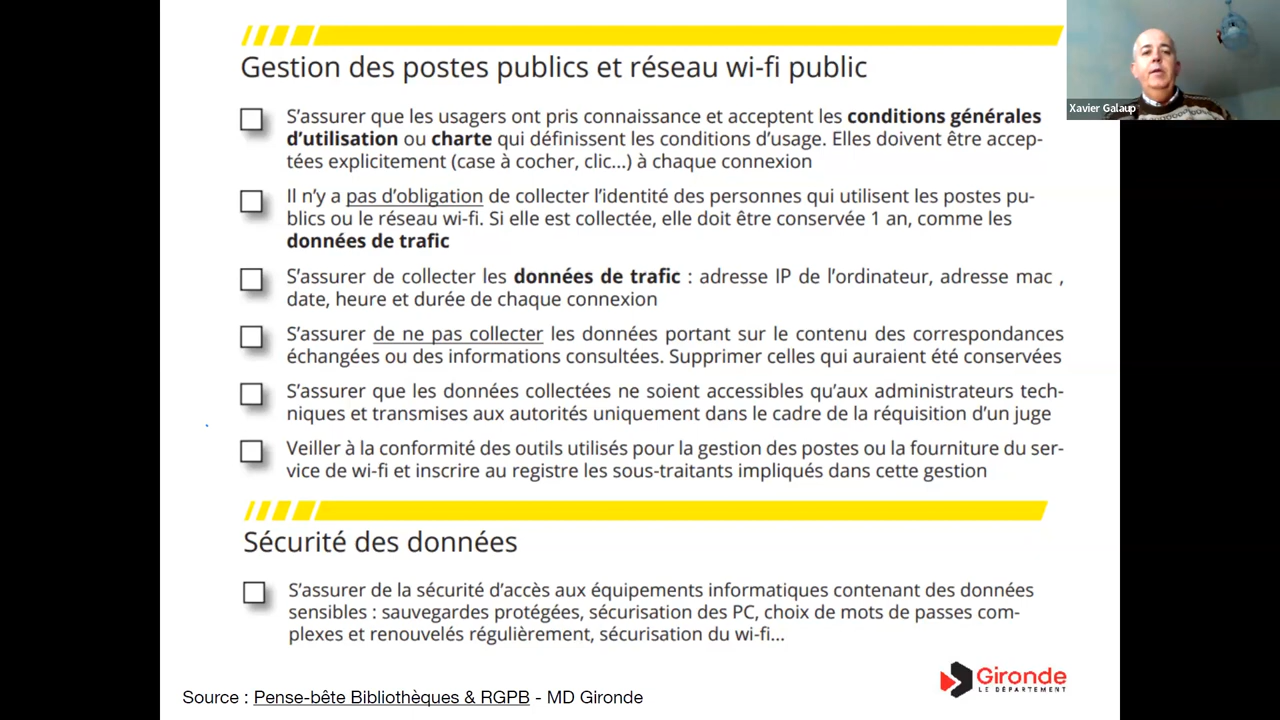 Gestion des postes publics et réseau wi-fi public
S’assurer que les usagers ont pris connaissance et acceptent les conditions générales
d’utilisation ou charte qui définissent les conditions d’usage. Elles doivent être accep-
tées explicitement (case à cocher, clic...) à chaque connexion
Il n’y a pas d’obligation de collecter l’identité des personnes qui utilisent les postes pu-
blics ou le réseau wi-fi. Si elle est collectée, elle doit être conservée 1 an, comme les
données de trafic
S’assurer de collecter les données de trafic : adresse IP de l’ordinateur, adresse mac ,
date, heure et durée de chaque connexion
S’assurer de ne pas collecter les données portant sur le contenu des correspondances
échangées ou des informations consultées. Supprimer celles qui auraient été conservées
S’assurer que les données collectées ne soient accessibles qu’aux administrateurs tech-
niques et transmises aux autorités uniquement dans le cadre de la réquisition d’un juge
Veiller à la conformité des outils utilisés pour la gestion des postes ou la fourniture du ser-
vice de wi-fi et inscrire au registre les sous-traitants impliqués dans cette gestion
Sécurité des données
S’assurer de la sécurité d’accès aux équipements informatiques contenant des données
sensibles : sauvegardes protégées, sécurisation des PC, choix de mots de passes com-
plexes et renouvelés régulièrement, sécurisation du wi-fi...
Gironde
LE DÉPARTEMENT
Source : Pense-bête Bibliothèques & RGPB - MD Gironde
Xavier Galaup